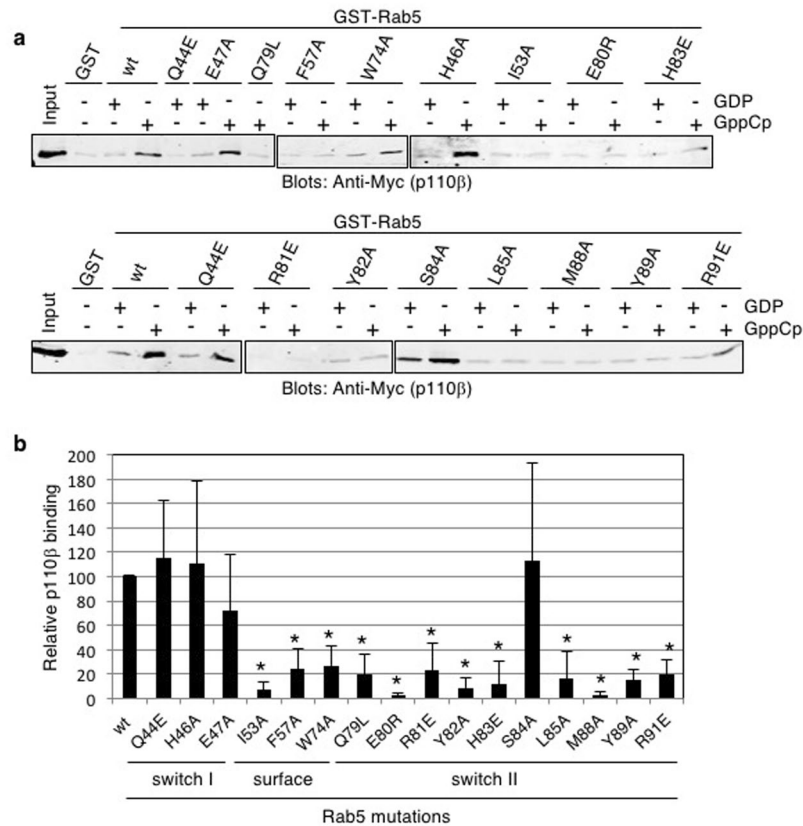 a
GST-Rab5
Input GST wt Q44E E47A Q79L F57A W74A H46A I53A E80R H83E
- + - + + - - + - + - + - + - + - + - GDP
- - + - - + + - + - + - + - + - + - + GppCp
Blots: Anti-Myc (p110β)
GST-Rab5
Input GST wt Q44E R81E Y82A S84A L85A M88A Y89A R91E
- + - + - + - + - + - + - + - + - + - GDP
- - + - + - + - + - + - + - + - + - + GppCp
Blots: Anti-Myc (p110β)
b
Relative p110β binding
200
180
160
140
120
100
80
60
40
20
0
* * * * * * * * * * * *
wt Q44E H46A E47A I53A F57A W74A Q79L E80R R81E Y82A H83E S84A L85A M88A Y89A R91E
switch I surface switch II
Rab5 mutations